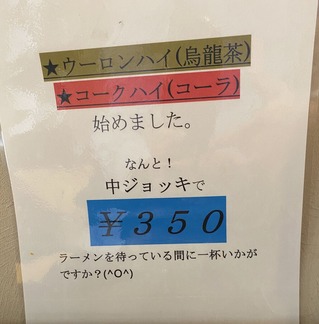 ★ウーロンハイ(烏龍茶)
★コークハイ(コーラ)
始めました。
なんと！
中ジョッキで
￥３５０
ラーメンを待っている間に一杯いかが
ですか？(^O^)